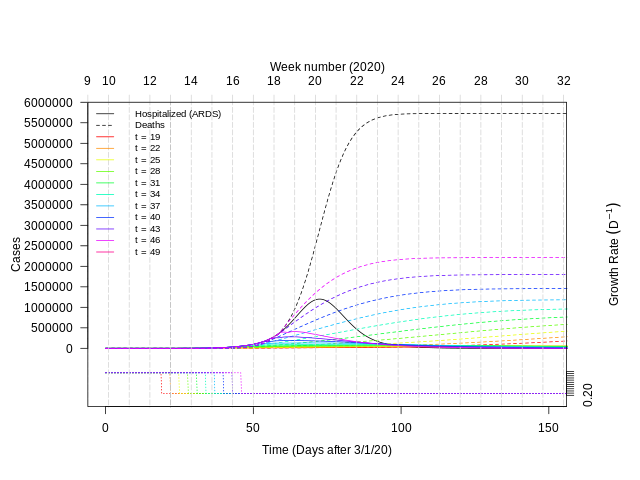 Week number (2020)
9 10 12 14 16 18 20 22 24 26 28 30 32
6000000
5500000
5000000
4500000
4000000
3500000
3000000
2500000
2000000
1500000
1000000
500000
0
Cases
Hospitalized (ARDS)
Deaths
t = 19
t = 22
t = 25
t = 28
t = 31
t = 34
t = 37
t = 40
t = 43
t = 46
t = 49
Growth Rate (D⁻¹)
0.20
0 50 100 150
Time (Days after 3/1/20)